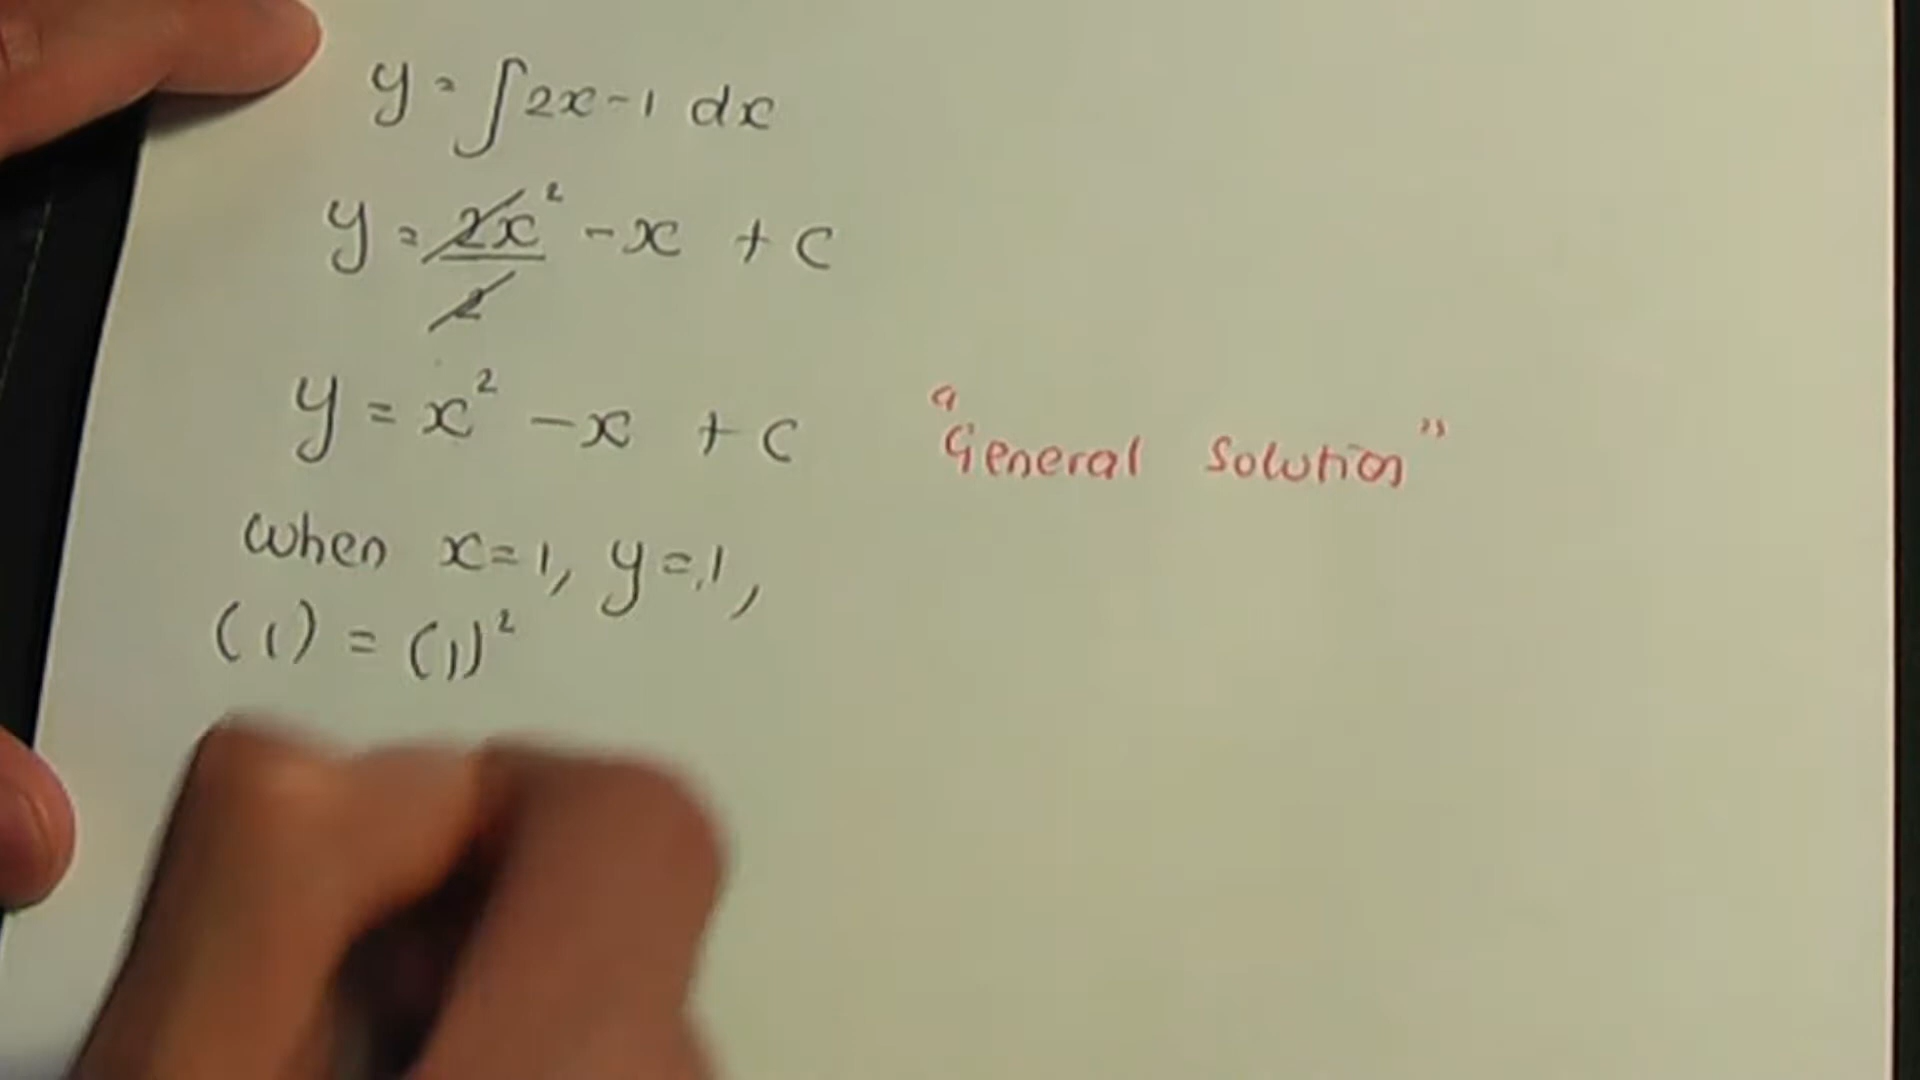 y = ∫2x-1 dx
y = 2x²/2 -x + c
y = x² -x + c "General Solution"
when x=1, y=1,
(1) = (1)²